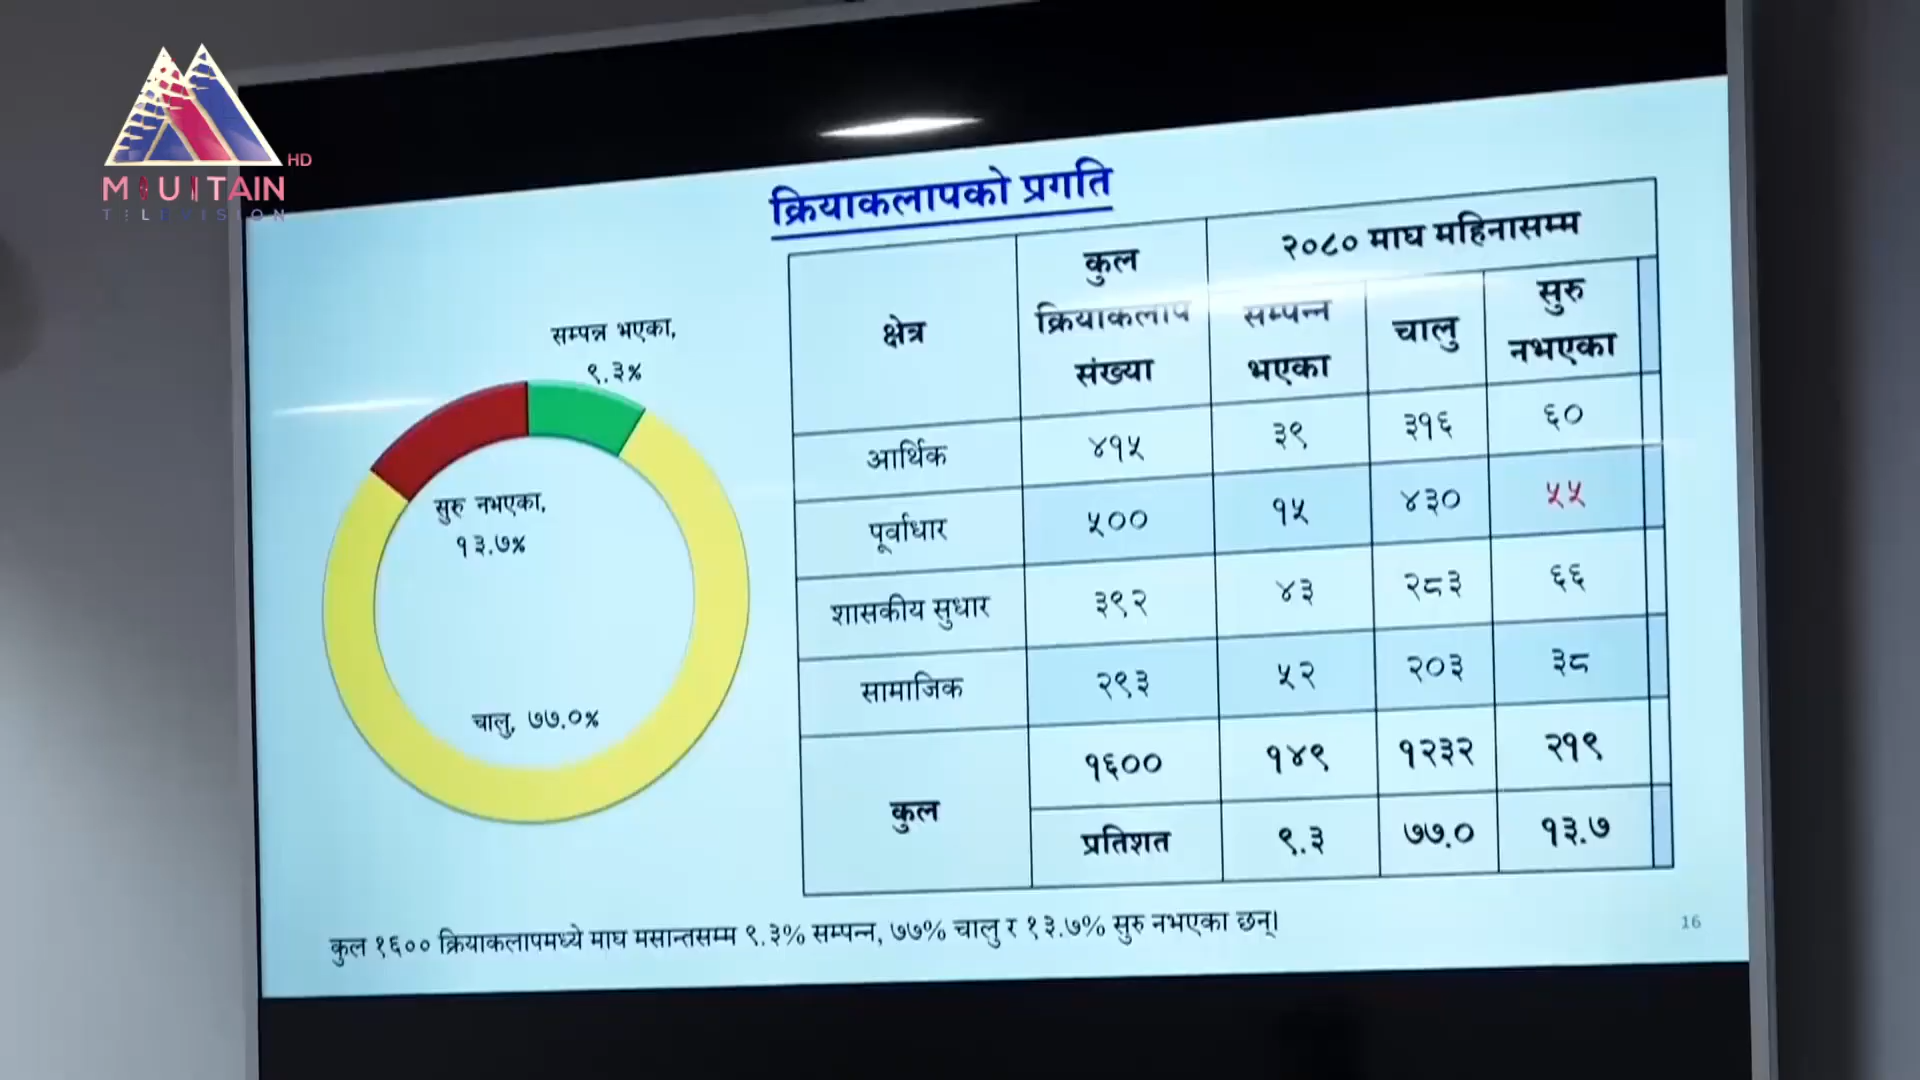 HD
TELEVISION
क्रियाकलापको प्रगति
सम्पन्न भएका,
९.३%
सुरु नभएका,
१३.७%
चालु, ७७.०%
क्षेत्र
कुल
क्रियाकलाप
संख्या
२०८० माघ महिनासम्म
सम्पन्न
भएका
चालु
सुरु
नभएका
आर्थिक ४१५ ३९ ३१६ ६०
पूर्वाधार ५०० १५ ४३० ५५
शासकीय सुधार ३९२ ४३ २८३ ६६
सामाजिक २९३ ५२ २०३ ३८
कुल १६०० १४९ १२३२ २१९
प्रतिशत ९.३ ७७.० १३.७
कुल १६०० क्रियाकलापमध्ये माघ मसान्तसम्म ९.३% सम्पन्न, ७७% चालु र १३.७% सुरु नभएका छन्।
16